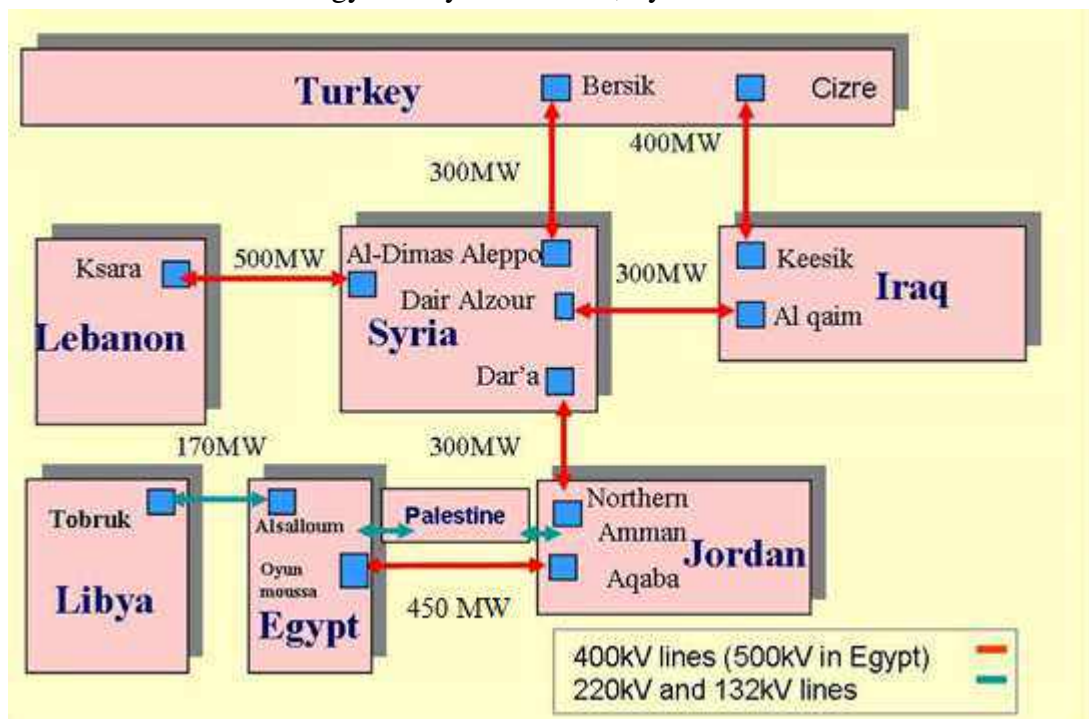 Turkey
Bersik
Cizre
400MW
300MW
Ksara
500MW
Al-Dimas Aleppo
300MW
Keesik
Dair Alzour
Iraq
Lebanon
Syria
Al qaim
Dar'a
170MW
300MW
Tobruk
Alsalloum
Palestine
Northern
Amman
Jordan
Oyun
moussa
Aqaba
Libya
Egypt
450 MW
400kV lines (500kV in Egypt)
220kV and 132kV lines